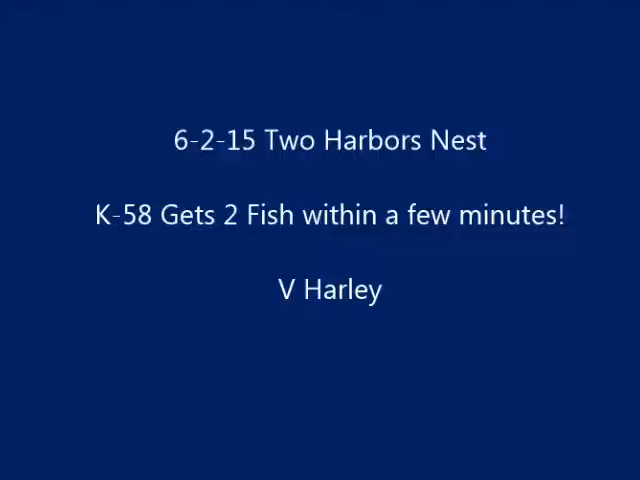 6-2-15 Two Harbors Nest
K-58 Gets 2 Fish within a few minutes!
V Harley